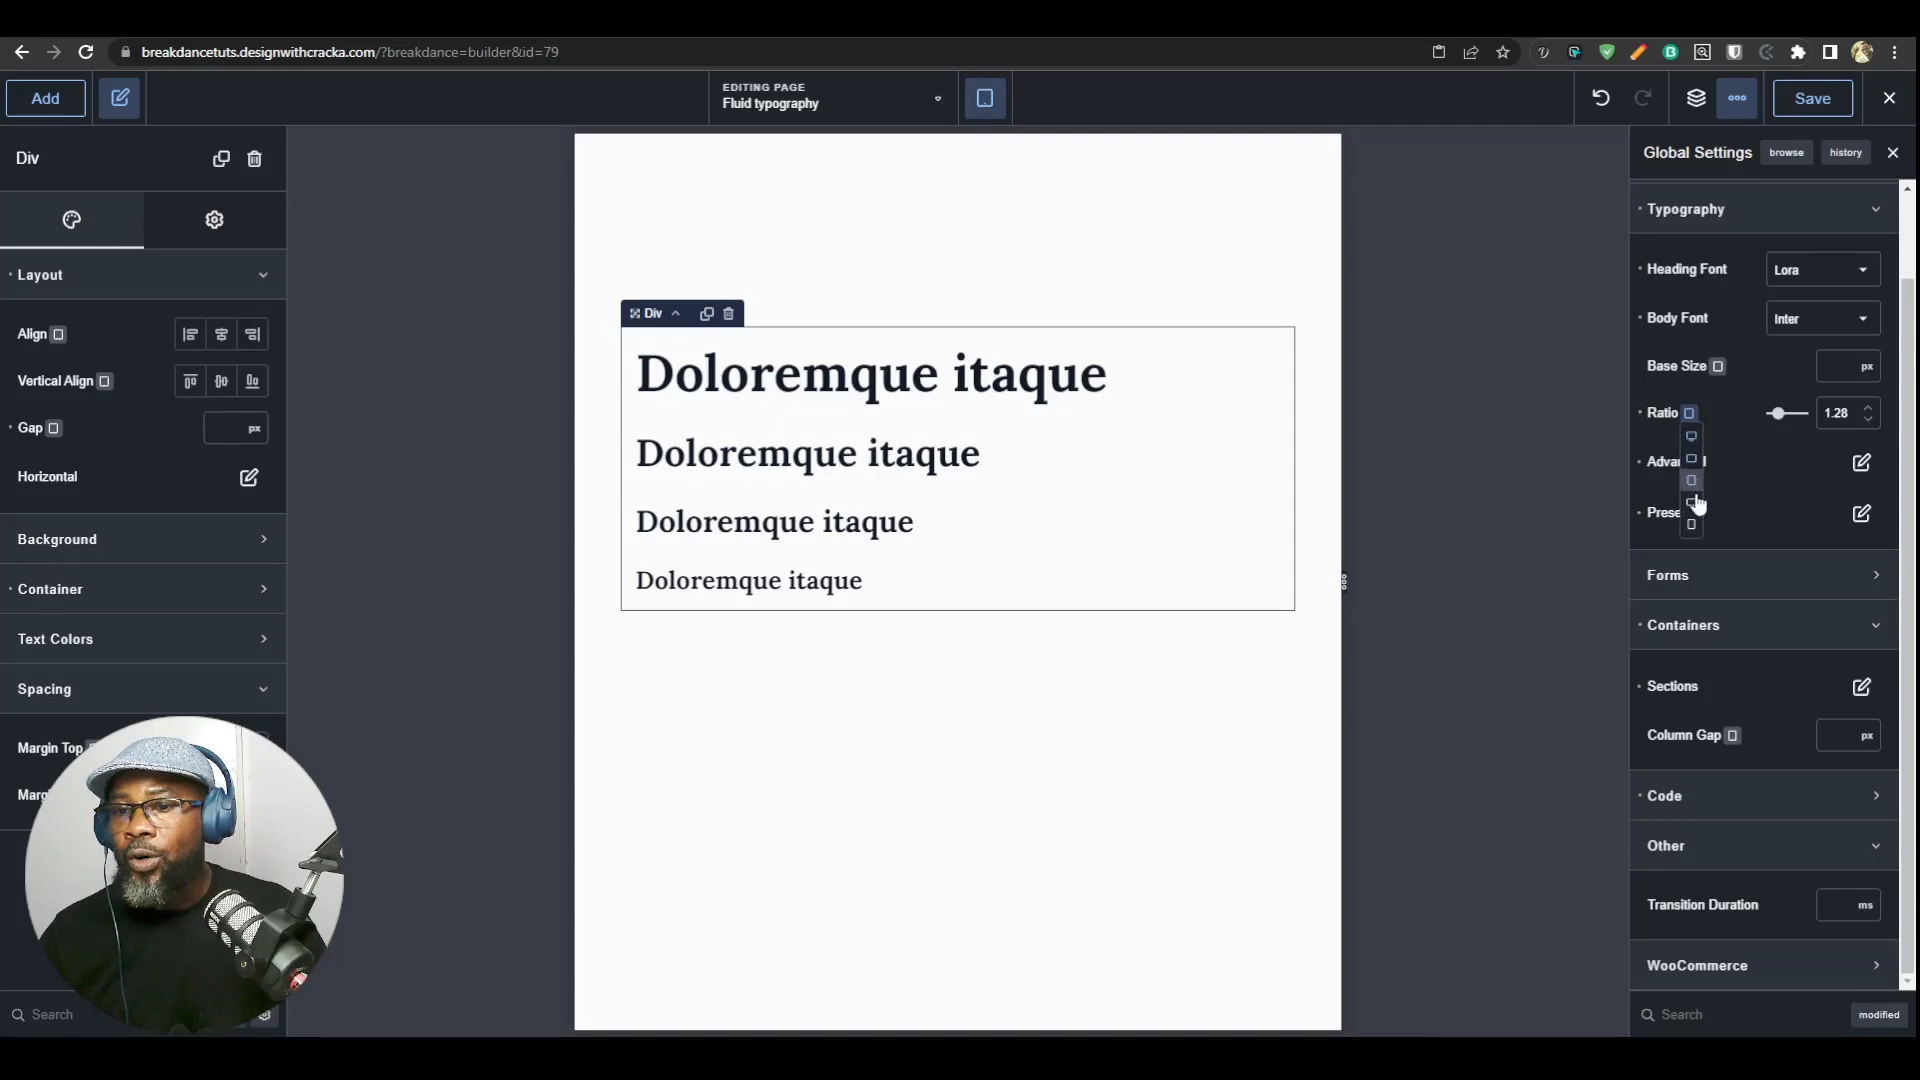 breakdancetuts.designwithcracka.com/?breakdance=builder&id=79
Add
EDITING PAGE
Fluid typography
Save
Div
Global Settings
browse
history
Typography
Layout
Heading Font
Lora
Div
Body Font
Inter
Align
Doloremque itaque
Base Size
px
Vertical Align
Ratio
1.28
Gap
px
Doloremque itaque
Horizontal
Doloremque itaque
Background
Forms
Doloremque itaque
Container
Containers
Text Colors
Sections
Spacing
Column Gap
px
Margin Top
Code
Other
Transition Duration
ms
WooCommerce
Search
Search
modified